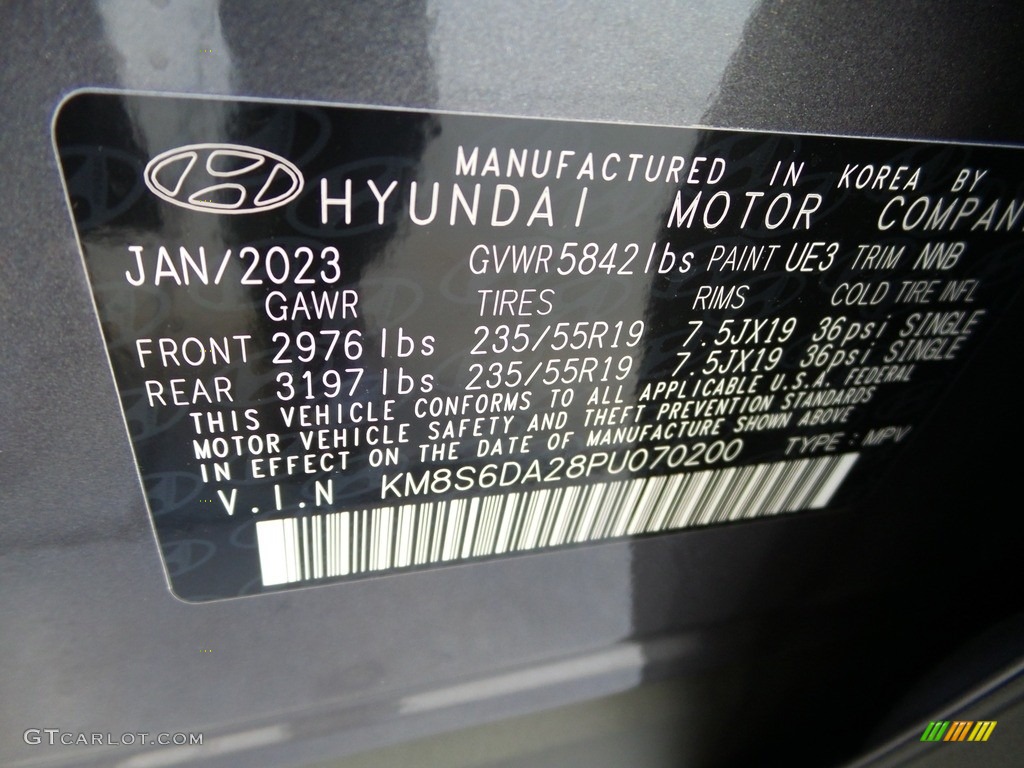 MANUFACTURED IN KOREA BY
HYUNDAI MOTOR COMPANY
JAN/2023 GVWR 5842 lbs PAINT UE3 TRIM NNB
GAWR TIRES RIMS COLD TIRE INFL
FRONT 2976 lbs 235/55R19 7.5JX19 36psi SINGLE
REAR 3197 lbs 235/55R19 7.5JX19 36psi SINGLE
THIS VEHICLE CONFORMS TO ALL APPLICABLE U.S.A. FEDERAL
MOTOR VEHICLE SAFETY AND THEFT PREVENTION STANDARDS
IN EFFECT ON THE DATE OF MANUFACTURE SHOWN ABOVE
V.I.N KM8S6DA28PU070200 TYPE : MPV
GTCARLOT.COM